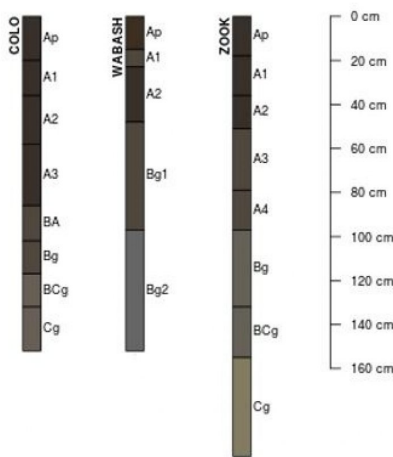 COLO
Ap
A1
A2
A3
BA
Bg
BCg
Cg
WABASH
Ap
A1
A2
Bg1
Bg2
ZOOK
Ap
A1
A2
A3
A4
Bg
BCg
Cg
0 cm
20 cm
40 cm
60 cm
80 cm
100 cm
120 cm
140 cm
160 cm